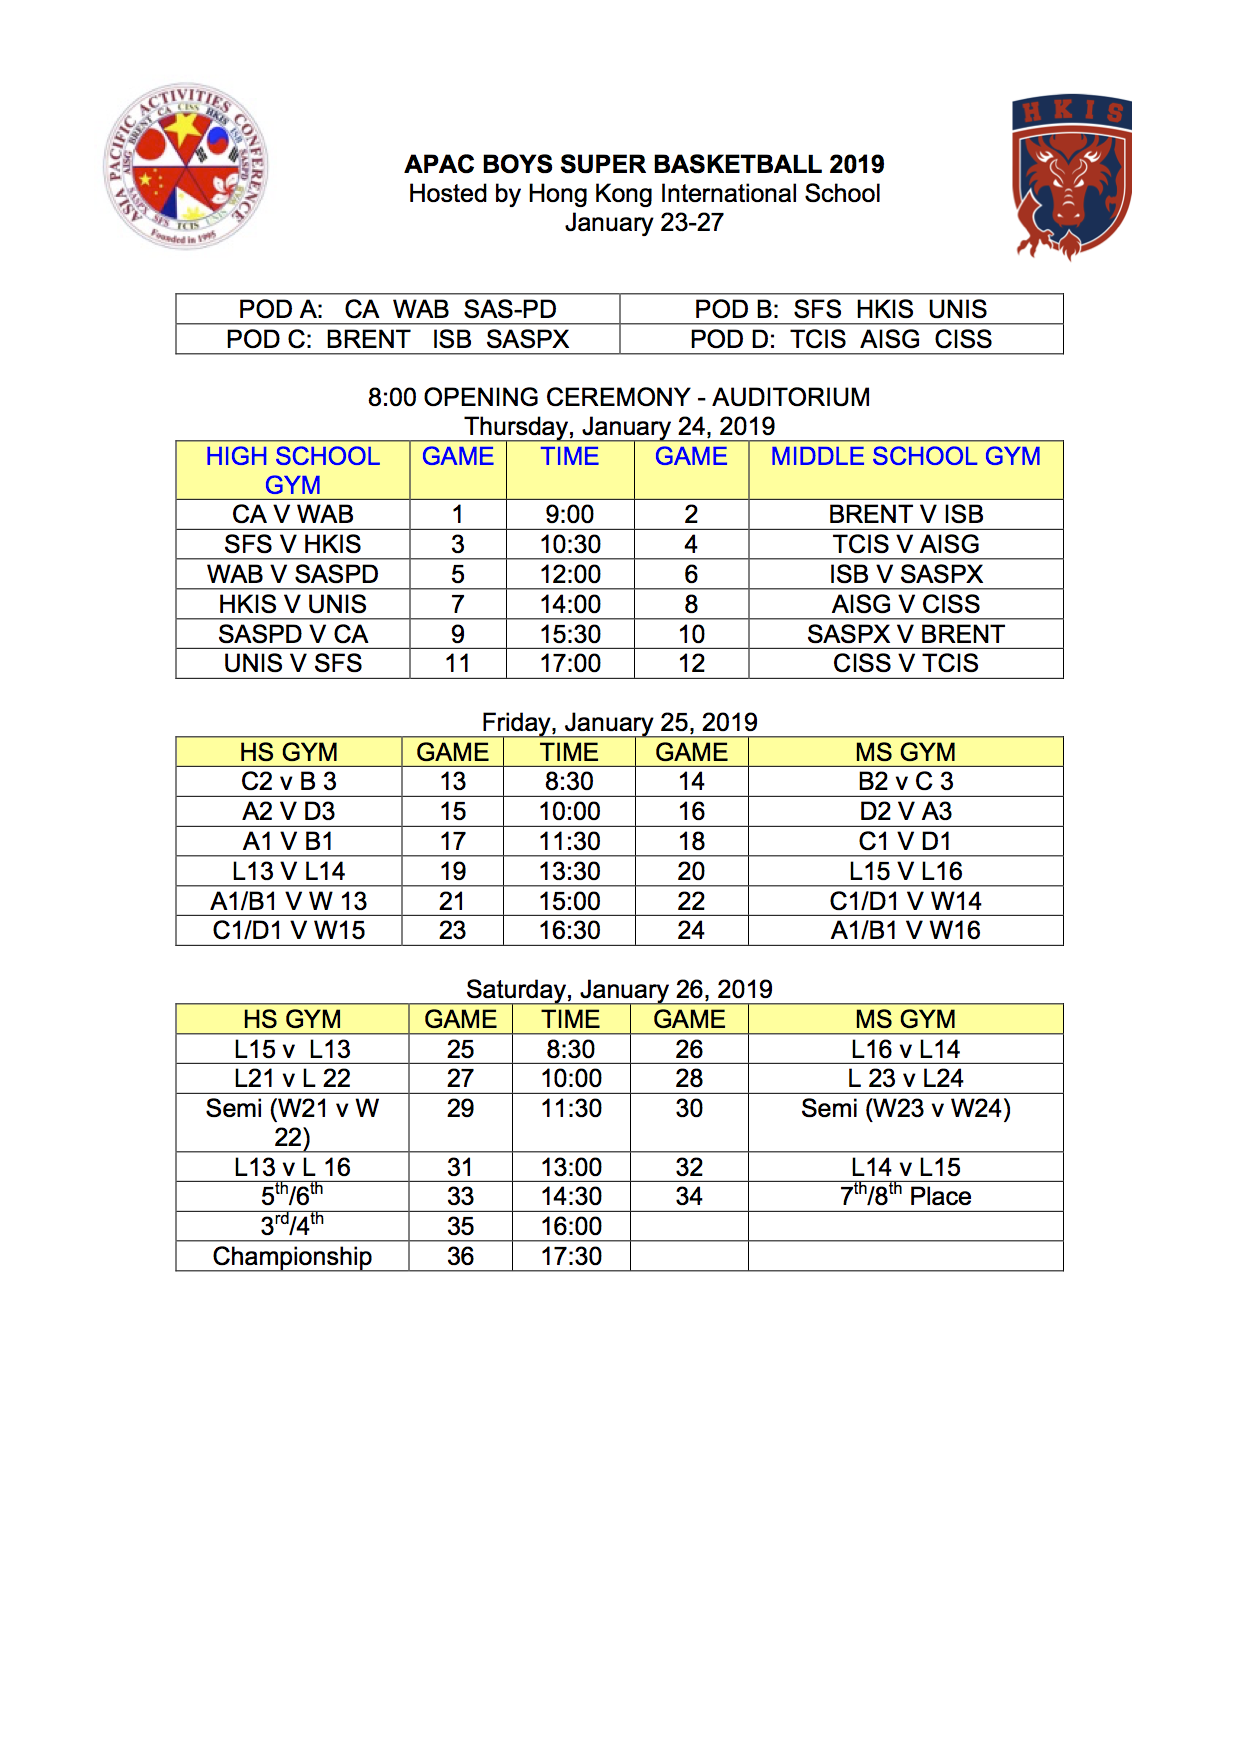 ASIA PACIFIC ACTIVITIES CONFERENCE
AISG BRENT CA CISS HKIS ISB SASPD
SASPX SFS TCIS UNIS WAB
Founded in 1995
HKIS
APAC BOYS SUPER BASKETBALL 2019
Hosted by Hong Kong International School
January 23-27
POD A: CA WAB SAS-PD POD B: SFS HKIS UNIS
POD C: BRENT ISB SASPX POD D: TCIS AISG CISS
8:00 OPENING CEREMONY - AUDITORIUM
Thursday, January 24, 2019
HIGH SCHOOL GAME TIME GAME MIDDLE SCHOOL GYM
GYM
CA V WAB 1 9:00 2 BRENT V ISB
SFS V HKIS 3 10:30 4 TCIS V AISG
WAB V SASPD 5 12:00 6 ISB V SASPX
HKIS V UNIS 7 14:00 8 AISG V CISS
SASPD V CA 9 15:30 10 SASPX V BRENT
UNIS V SFS 11 17:00 12 CISS V TCIS
Friday, January 25, 2019
HS GYM GAME TIME GAME MS GYM
C2 v B 3 13 8:30 14 B2 v C 3
A2 V D3 15 10:00 16 D2 V A3
A1 V B1 17 11:30 18 C1 V D1
L13 V L14 19 13:30 20 L15 V L16
A1/B1 V W 13 21 15:00 22 C1/D1 V W14
C1/D1 V W15 23 16:30 24 A1/B1 V W16
Saturday, January 26, 2019
HS GYM GAME TIME GAME MS GYM
L15 v L13 25 8:30 26 L16 v L14
L21 v L 22 27 10:00 28 L 23 v L24
Semi (W21 v W 29 11:30 30 Semi (W23 v W24)
22)
L13 v L 16 31 13:00 32 L14 v L15
5th/6th 33 14:30 34 7th/8th Place
3rd/4th 35 16:00
Championship 36 17:30